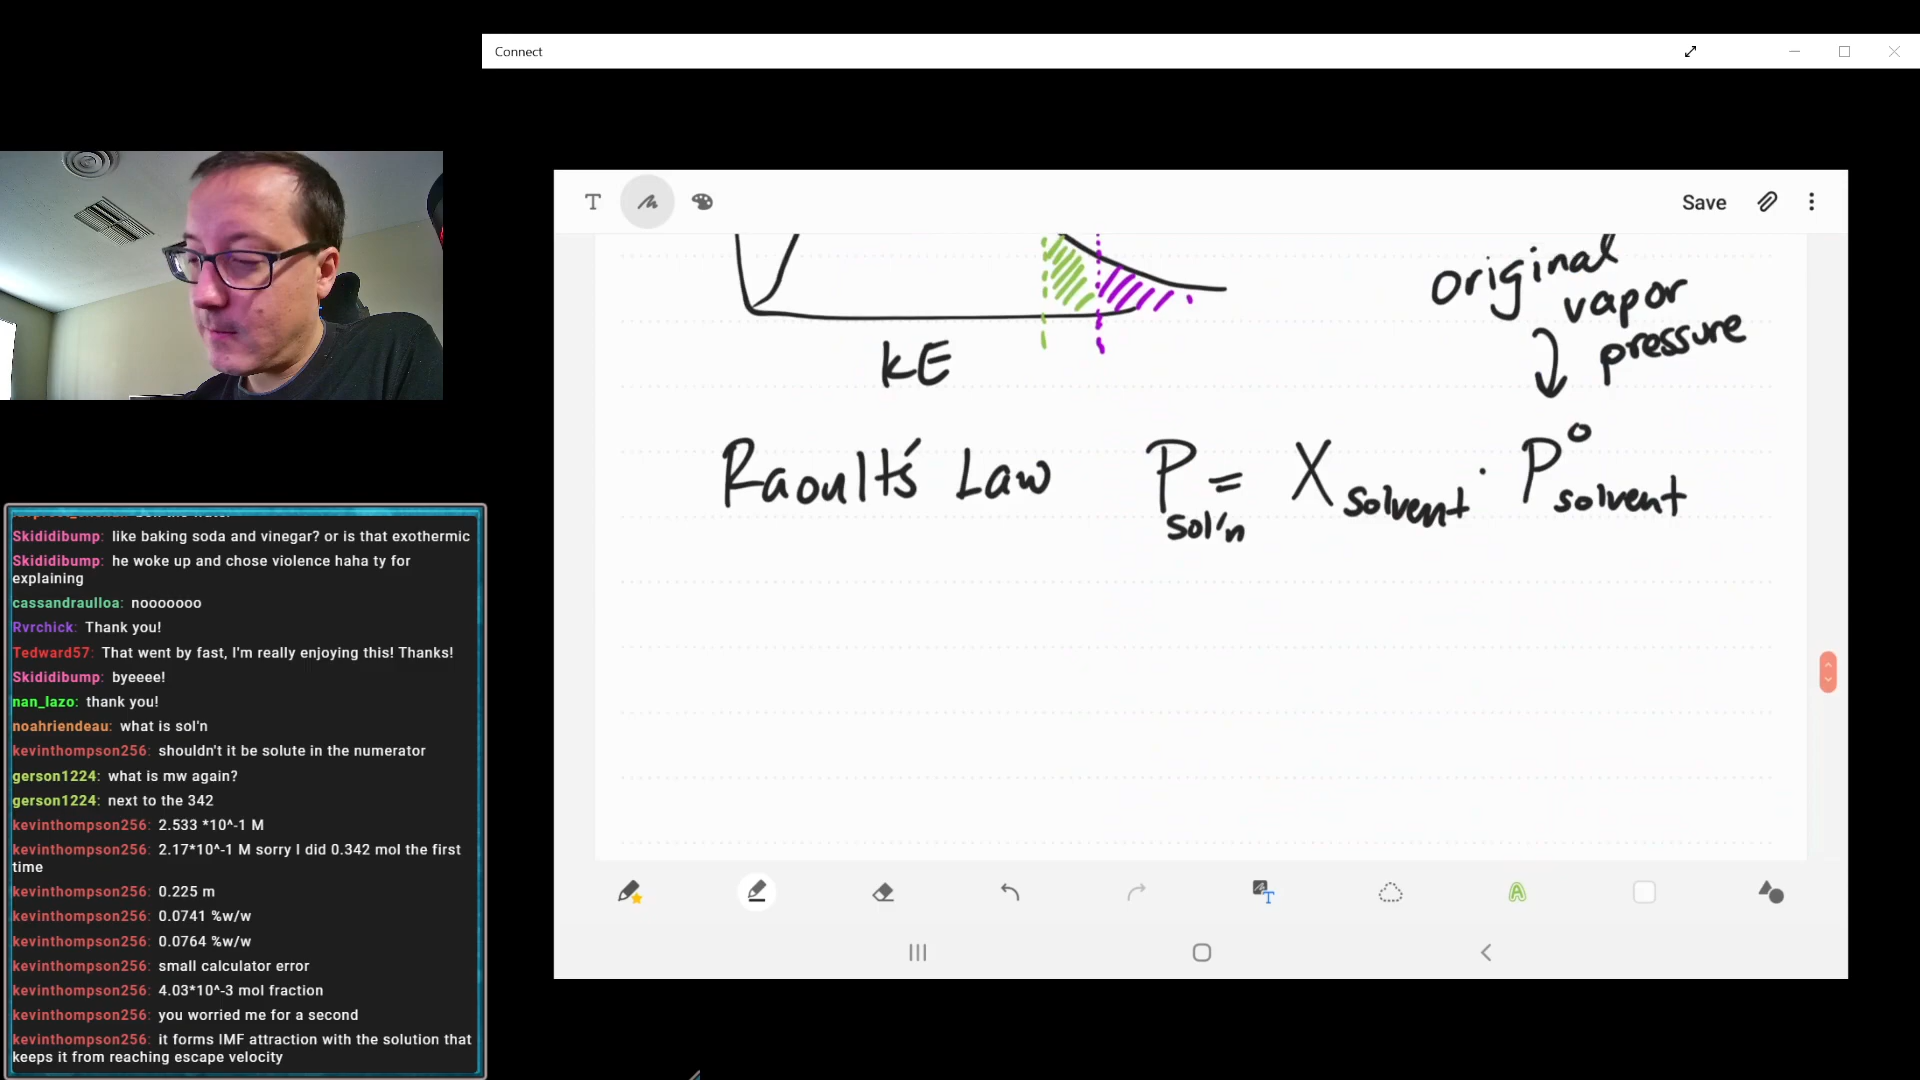 Connect
Save
original
vapor
pressure
KE
Raoult's Law P sol'n = X solvent · P° solvent
Skididibump: like baking soda and vinegar? or is that exothermic
Skididibump: he woke up and chose violence haha ty for
explaining
cassandraulloa: nooooooo
Rvrchick: Thank you!
Tedward57: That went by fast, I'm really enjoying this! Thanks!
Skididibump: byeeee!
nan_lazo: thank you!
noahriendeau: what is sol'n
kevinthompson256: shouldn't it be solute in the numerator
gerson1224: what is mw again?
gerson1224: next to the 342
kevinthompson256: 2.533 *10^-1 M
kevinthompson256: 2.17*10^-1 M sorry I did 0.342 mol the first
time
kevinthompson256: 0.225 m
kevinthompson256: 0.0741 %w/w
kevinthompson256: 0.0764 %w/w
kevinthompson256: small calculator error
kevinthompson256: 4.03*10^-3 mol fraction
kevinthompson256: you worried me for a second
kevinthompson256: it forms IMF attraction with the solution that
keeps it from reaching escape velocity